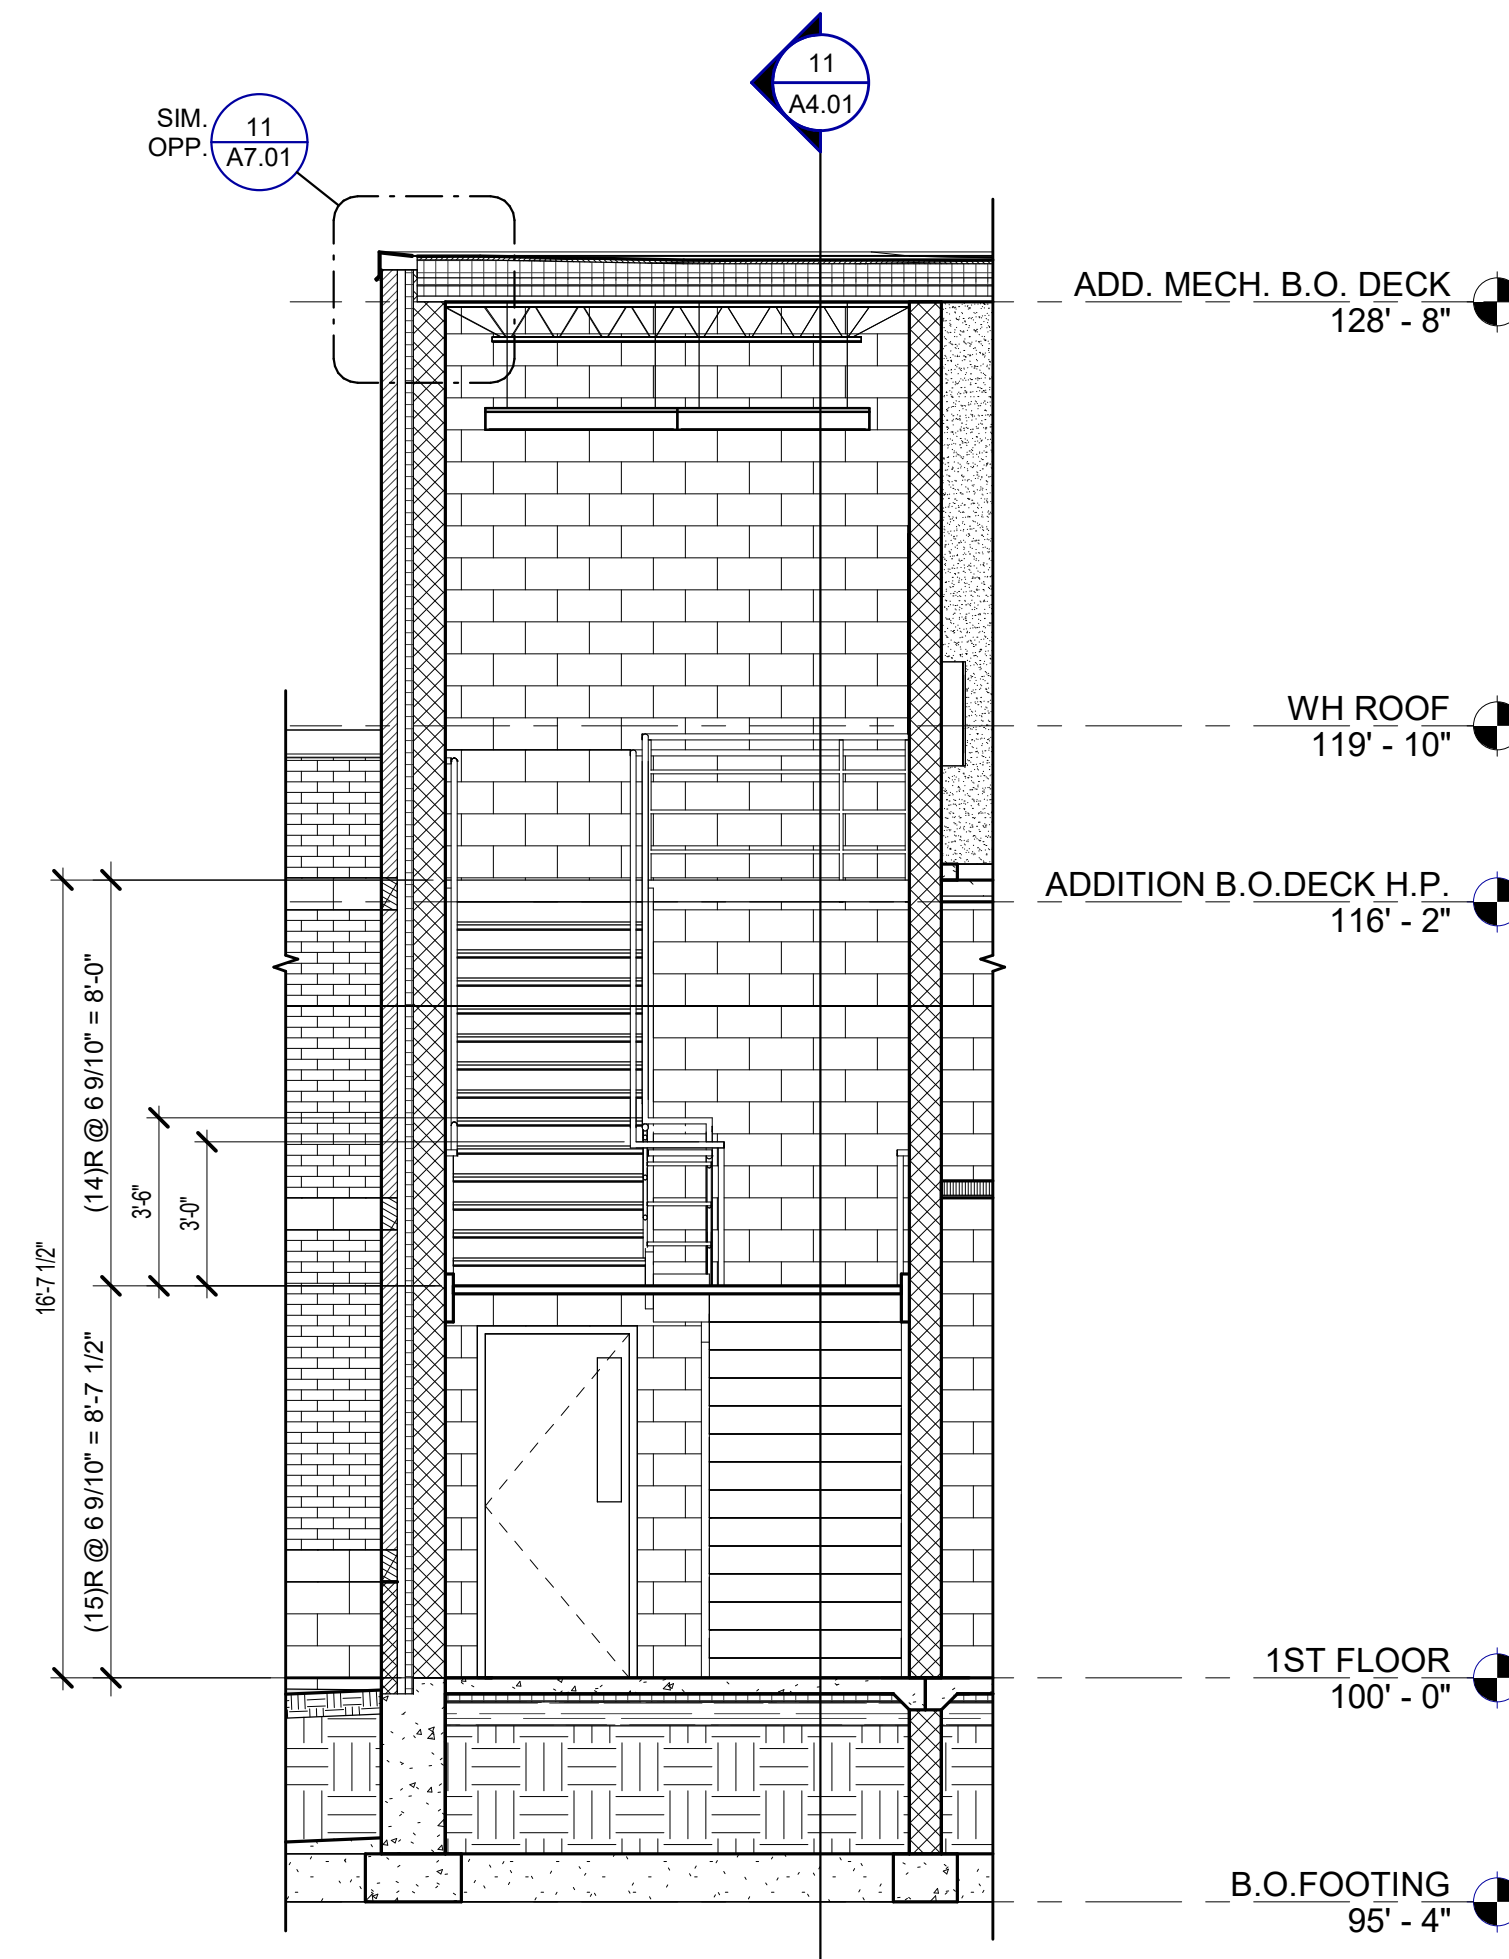 11
A4.01
SIM.
OPP.
11
A7.01
ADD. MECH. B.O. DECK
128' - 8"
WH ROOF
119' - 10"
ADDITION B.O.DECK H.P.
116' - 2"
(14)R @ 6 9/10" = 8'-0"
3'-6"
3'-0"
16'-7 1/2"
(15)R @ 6 9/10" = 8'-7 1/2"
1ST FLOOR
100' - 0"
B.O.FOOTING
95' - 4"